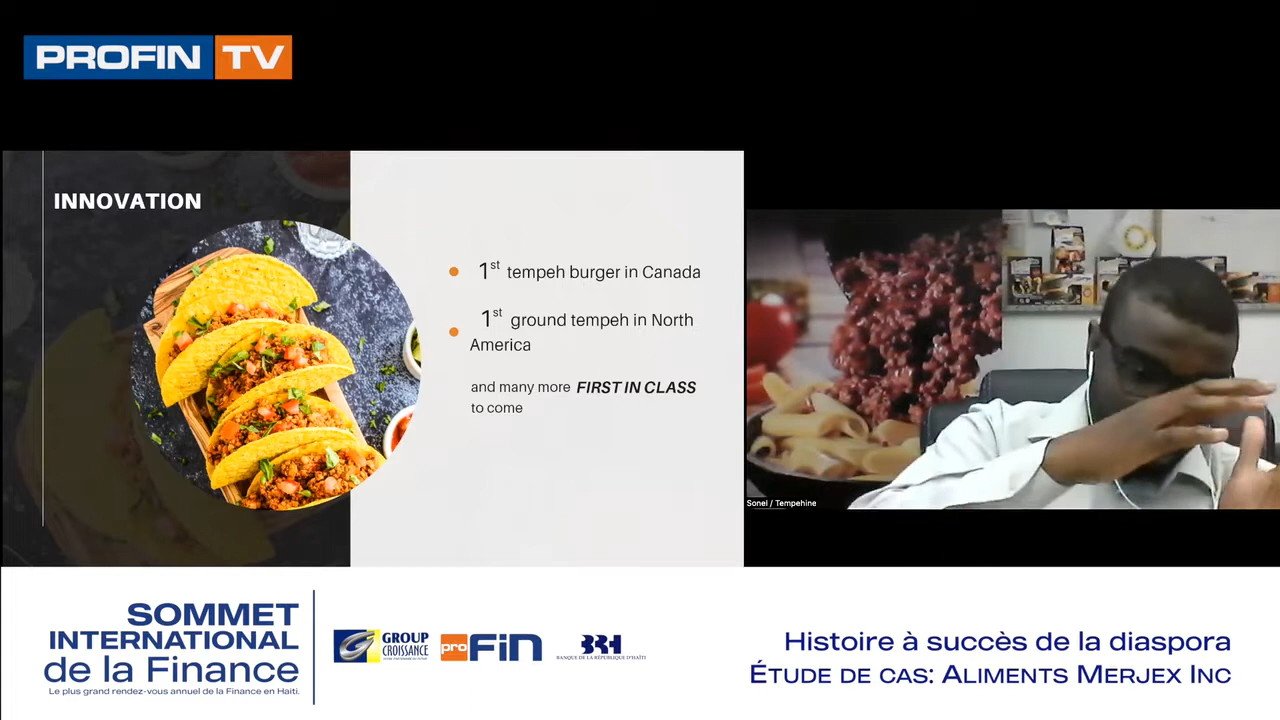 PROFIN TV
INNOVATION
1st tempeh burger in Canada
1st ground tempeh in North
America
and many more FIRST IN CLASS
to come
Sonel / Tempehine
SOMMET
INTERNATIONAL
de la Finance
Le plus grand rendez-vous annuel de la Finance en Haïti.
GROUP
CROISSANCE
proFin
BRH
BANQUE DE LA RÉPUBLIQUE D'HAÏTI
Histoire à succès de la diaspora
ÉTUDE DE CAS: ALIMENTS MERJEX INC